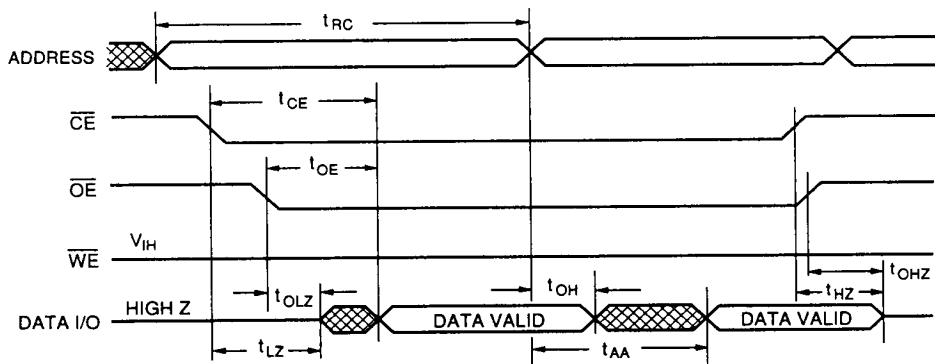 tRC
ADDRESS
tCE
CE
tOE
OE
VIH
WE
tOHZ
tOLZ
tOH
tHZ
HIGH Z
DATA I/O
DATA VALID
DATA VALID
tLZ
tAA